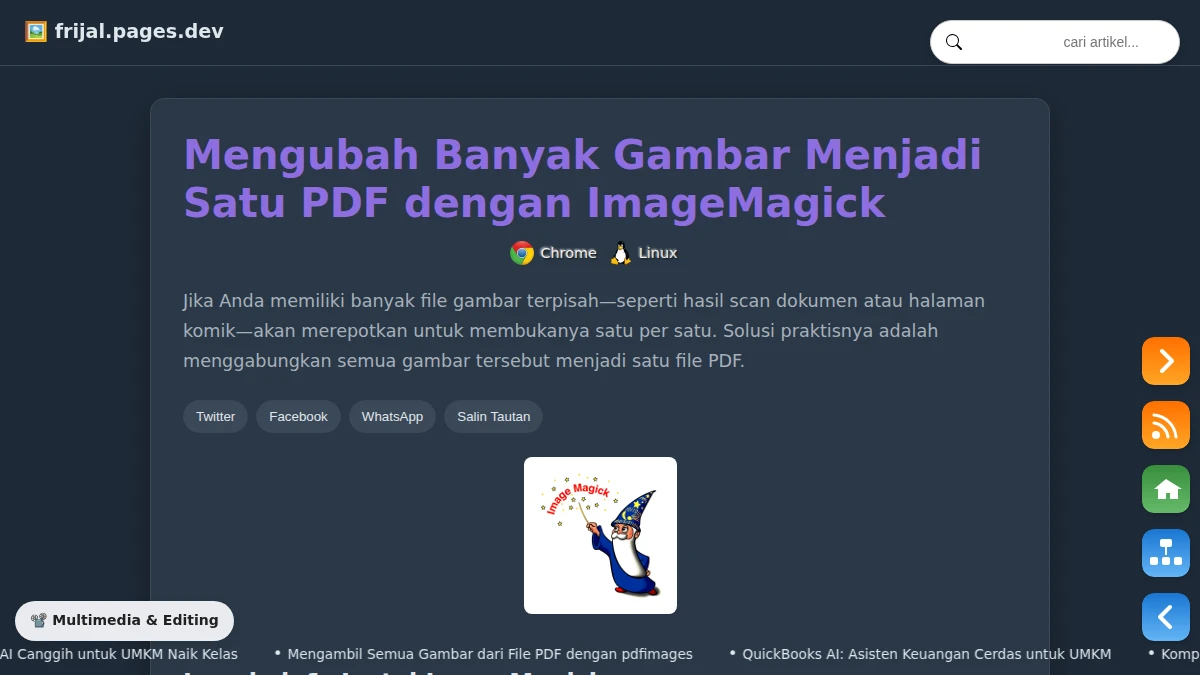 🖼️ frijal.pages.dev
cari artikel...
Mengubah Banyak Gambar Menjadi
Satu PDF dengan ImageMagick
Chrome Linux
Jika Anda memiliki banyak file gambar terpisah—seperti hasil scan dokumen atau halaman
komik—akan merepotkan untuk membukanya satu per satu. Solusi praktisnya adalah
menggabungkan semua gambar tersebut menjadi satu file PDF.
Twitter Facebook WhatsApp Salin Tautan
Image Magick
📽️ Multimedia & Editing
AI Canggih untuk UMKM Naik Kelas • Mengambil Semua Gambar dari File PDF dengan pdfimages • QuickBooks AI: Asisten Keuangan Cerdas untuk UMKM • Komp